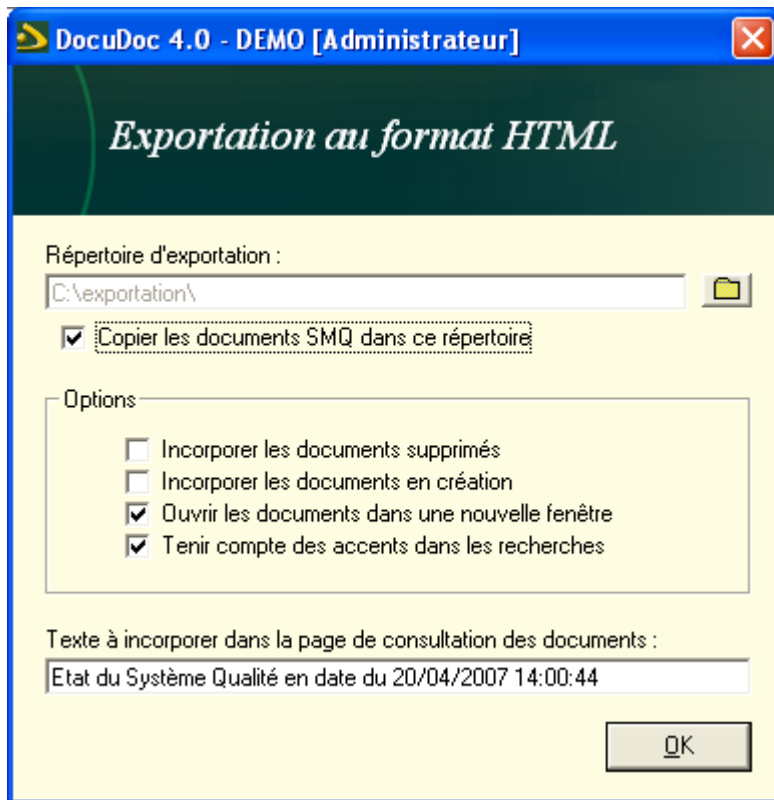 DocuDoc 4.0 - DEMO [Administrateur]
Exportation au format HTML
Répertoire d'exportation :
C:\exportation\
Copier les documents SMQ dans ce répertoire
Options
Incorporer les documents supprimés
Incorporer les documents en création
Ouvrir les documents dans une nouvelle fenêtre
Tenir compte des accents dans les recherches
Texte à incorporer dans la page de consultation des documents :
Etat du Système Qualité en date du 20/04/2007 14:00:44
OK